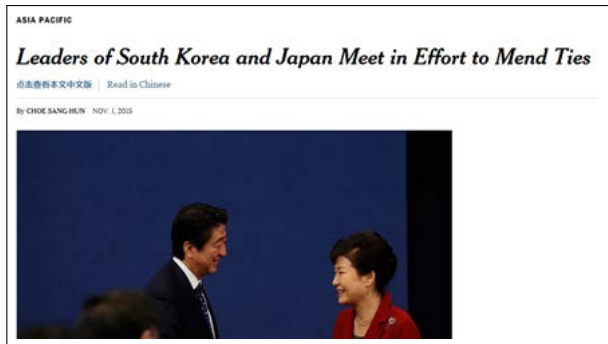 ASIA PACIFIC
Leaders of South Korea and Japan Meet in Effort to Mend Ties
点击查看本文中文版 | Read in Chinese
By CHOE SANG-HUN NOV. 1, 2015